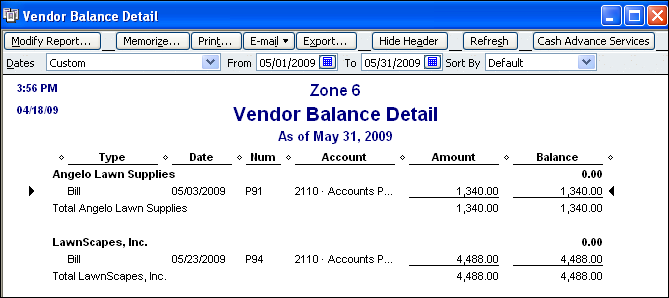 Vendor Balance Detail
Modify Report... Memorize... Print... E-mail Export... Hide Header Refresh Cash Advance Services
Dates Custom From 05/01/2009 To 05/31/2009 Sort By Default
3:56 PM Zone 6
04/18/09 Vendor Balance Detail
As of May 31, 2009
Type Date Num Account Amount Balance
Angelo Lawn Supplies 0.00
Bill 05/03/2009 P91 2110 · Accounts P... 1,340.00 1,340.00
Total Angelo Lawn Supplies 1,340.00 1,340.00
LawnScapes, Inc. 0.00
Bill 05/23/2009 P94 2110 · Accounts P... 4,488.00 4,488.00
Total LawnScapes, Inc. 4,488.00 4,488.00